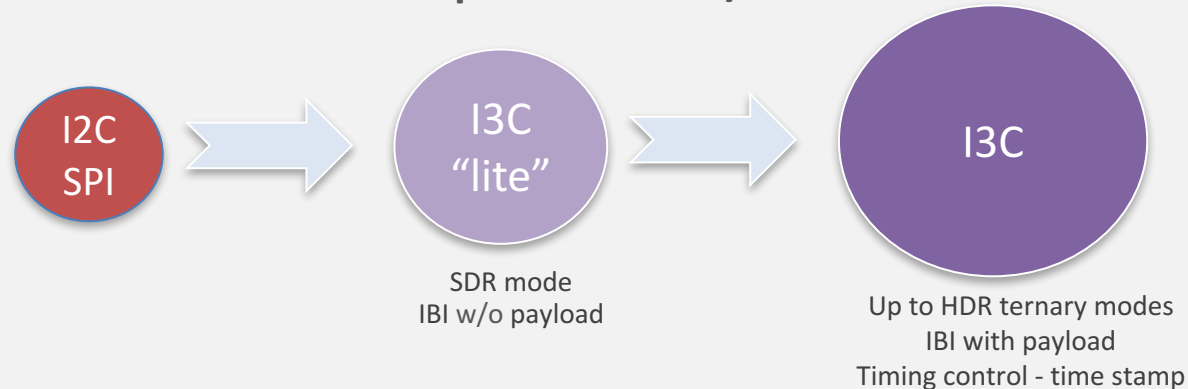 I2C
SPI
I3C
“lite”
I3C
SDR mode
IBI w/o payload
Up to HDR ternary modes
IBI with payload
Timing control - time stamp